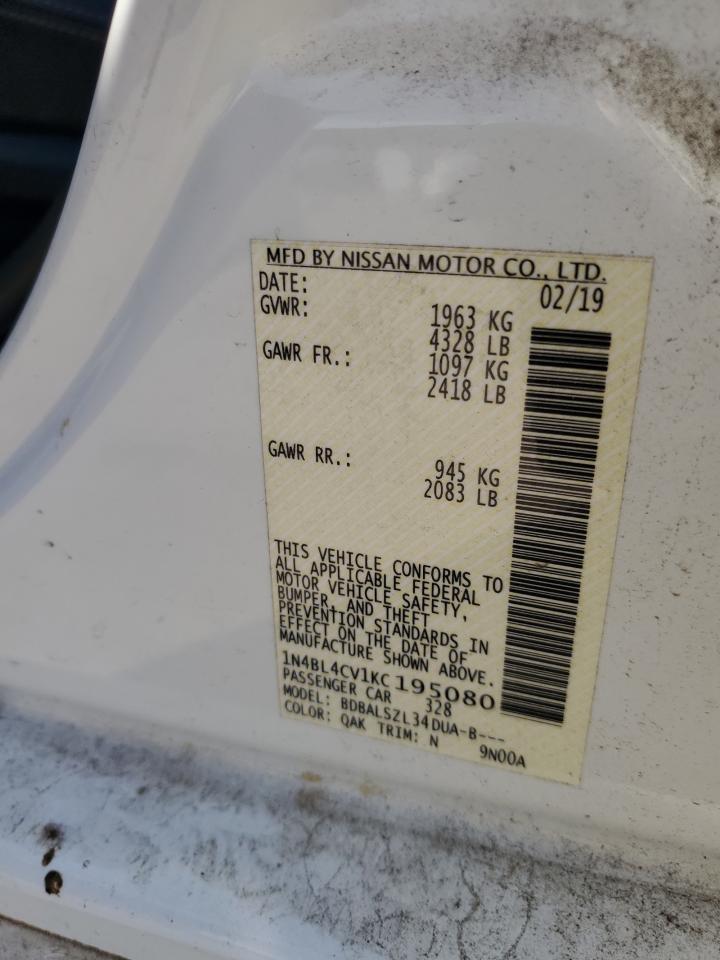 MFD BY NISSAN MOTOR CO., LTD.
DATE: 02/19
GVWR: 1963 KG
4328 LB
GAWR FR.: 1097 KG
2418 LB
GAWR RR.: 945 KG
2083 LB
THIS VEHICLE CONFORMS TO
ALL APPLICABLE FEDERAL
MOTOR VEHICLE SAFETY,
BUMPER, AND THEFT
PREVENTION STANDARDS IN
EFFECT ON THE DATE OF
MANUFACTURE SHOWN ABOVE.
1N4BL4CV1KC195080
PASSENGER CAR 328
MODEL: BDBALSZL34DUA-B---
COLOR: QAK TRIM: N 9N00A